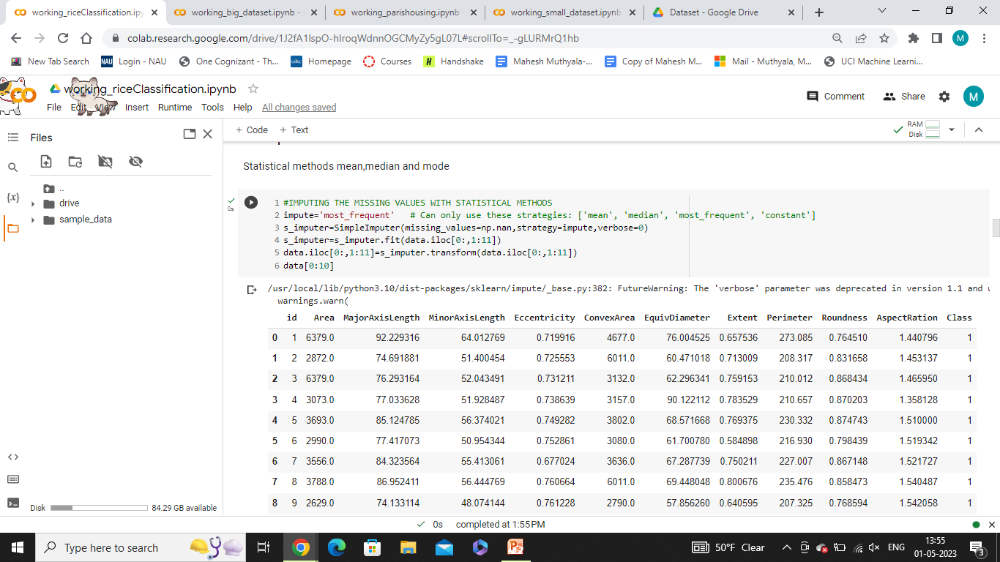 working_riceClassification.ipy
working_big_dataset.ipynb -
working_parishousing.ipynb
working_small_dataset.ipynb
Dataset - Google Drive
colab.research.google.com/drive/
New Tab Search
NAU Login - NAU
One Cognizant - Th...
Homepage
Courses
H Handshake
Mahesh Muthyala-...
Copy of Mahesh M...
Mail - Muthyala, M...
UCI Machine Learni...
working_riceClassification.ipynb
File Edit View Insert Runtime Tools Help All changes saved
Comment Share M
Files
+ Code + Text
RAM
Disk
..
drive
sample_data
Statistical methods mean,median and mode
0s
1 #IMPUTING THE MISSING VALUES WITH STATISTICAL METHODS
2 impute='most_frequent' # Can only use these strategies: ['mean', 'median', 'most_frequent', 'constant']
3 s_imputer=SimpleImputer(missing_values=np.nan,strategy=impute,verbose=0)
4 s_imputer=s_imputer.fit(data.iloc[0:,1:11])
5 data.iloc[0:,1:11]=s_imputer.transform(data.iloc[0:,1:11])
6 data[0:10]
/usr/local/lib/python3.10/dist-packages/sklearn/impute/_base.py:382: FutureWarning: The 'verbose' parameter was deprecated in version 1.1 and w
warnings.warn(
id Area MajorAxisLength MinorAxisLength Eccentricity ConvexArea EquivDiameter Extent Perimeter Roundness AspectRation Class
0 1 6379.0 92.229316 64.012769 0.719916 4677.0 76.004525 0.657536 273.085 0.764510 1.440796 1
1 2 2872.0 74.691881 51.400454 0.725553 6011.0 60.471018 0.713009 208.317 0.831658 1.453137 1
2 3 6379.0 76.293164 52.043491 0.731211 3132.0 62.296341 0.759153 210.012 0.868434 1.465950 1
3 4 3073.0 77.033628 51.928487 0.738639 3157.0 90.122112 0.783529 210.657 0.870203 1.358128 1
4 5 3693.0 85.124785 56.374021 0.749282 3802.0 68.571668 0.769375 230.332 0.874743 1.510000 1
5 6 2990.0 77.417073 50.954344 0.752861 3080.0 61.700780 0.584898 216.930 0.798439 1.519342 1
6 7 3556.0 84.323564 55.413061 0.677024 3636.0 67.287739 0.750211 227.007 0.867148 1.521727 1
7 8 3788.0 86.952411 56.444769 0.760664 6011.0 69.448048 0.800676 235.476 0.858473 1.540487 1
8 9 2629.0 74.133114 48.074144 0.761228 2790.0 57.856260 0.640595 207.325 0.768594 1.542058 1
Disk 84.29 GB available
0s completed at 1:55 PM
Type here to search
50°F Clear
ENG
13:55
01-05-2023
3